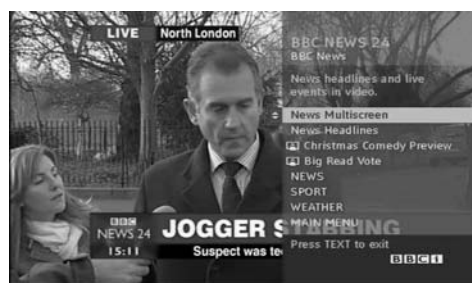 LIVE North London
BBC NEWS 24
BBC News
News headlines and live
events in video.
News Multiscreen
News Headlines
Christmas Comedy Preview...
Big Read Vote
NEWS
SPORT
WEATHER
MAIN MENU
Press TEXT to exit
BBCi
BBC
NEWS 24
15:11
JOGGER STABBING
Suspect was